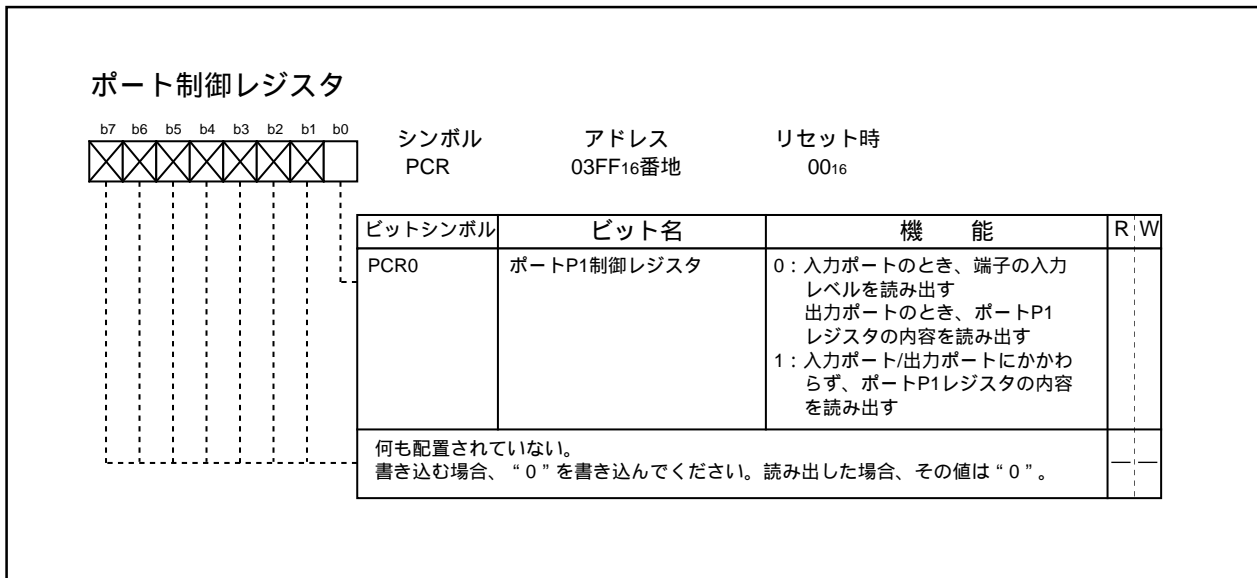 ポート制御レジスタ
b7 b6 b5 b4 b3 b2 b1 b0
シンボル アドレス リセット時
PCR 03FF16番地 0016
ビットシンボル ビット名 機 能 R W
PCR0 ポートP1制御レジスタ 0：入力ポートのとき、端子の入力
レベルを読み出す
出力ポートのとき、ポートP1
レジスタの内容を読み出す
1：入力ポート/出力ポートにかかわ
らず、ポートP1レジスタの内容
を読み出す
何も配置されていない。
書き込む場合、“0”を書き込んでください。読み出した場合、その値は“0”。 — —